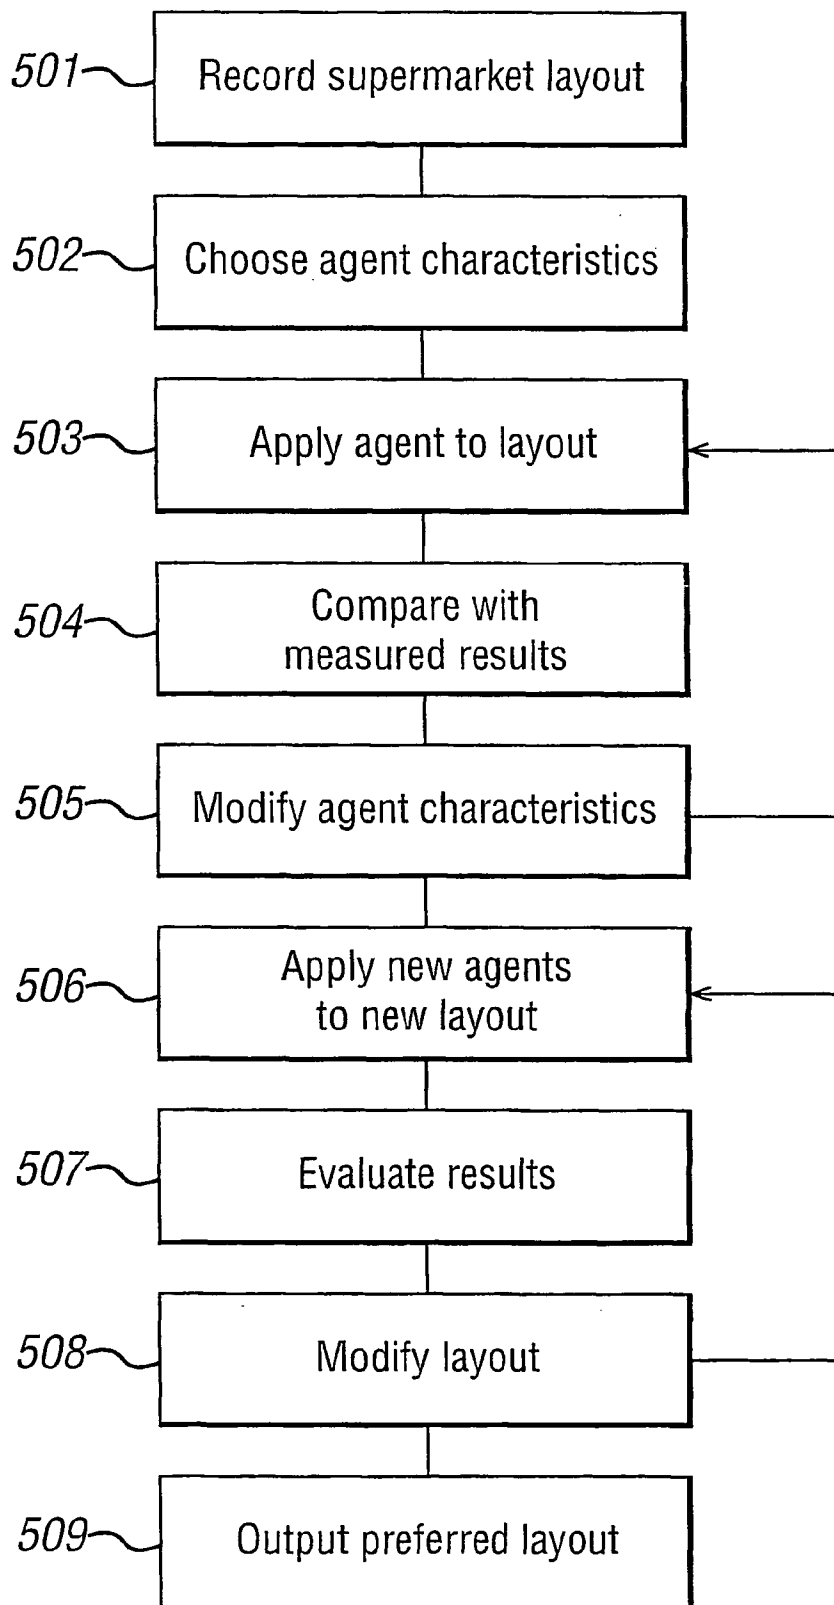 501 Record supermarket layout
502 Choose agent characteristics
503 Apply agent to layout
504 Compare with
measured results
505 Modify agent characteristics
506 Apply new agents
to new layout
507 Evaluate results
508 Modify layout
509 Output preferred layout